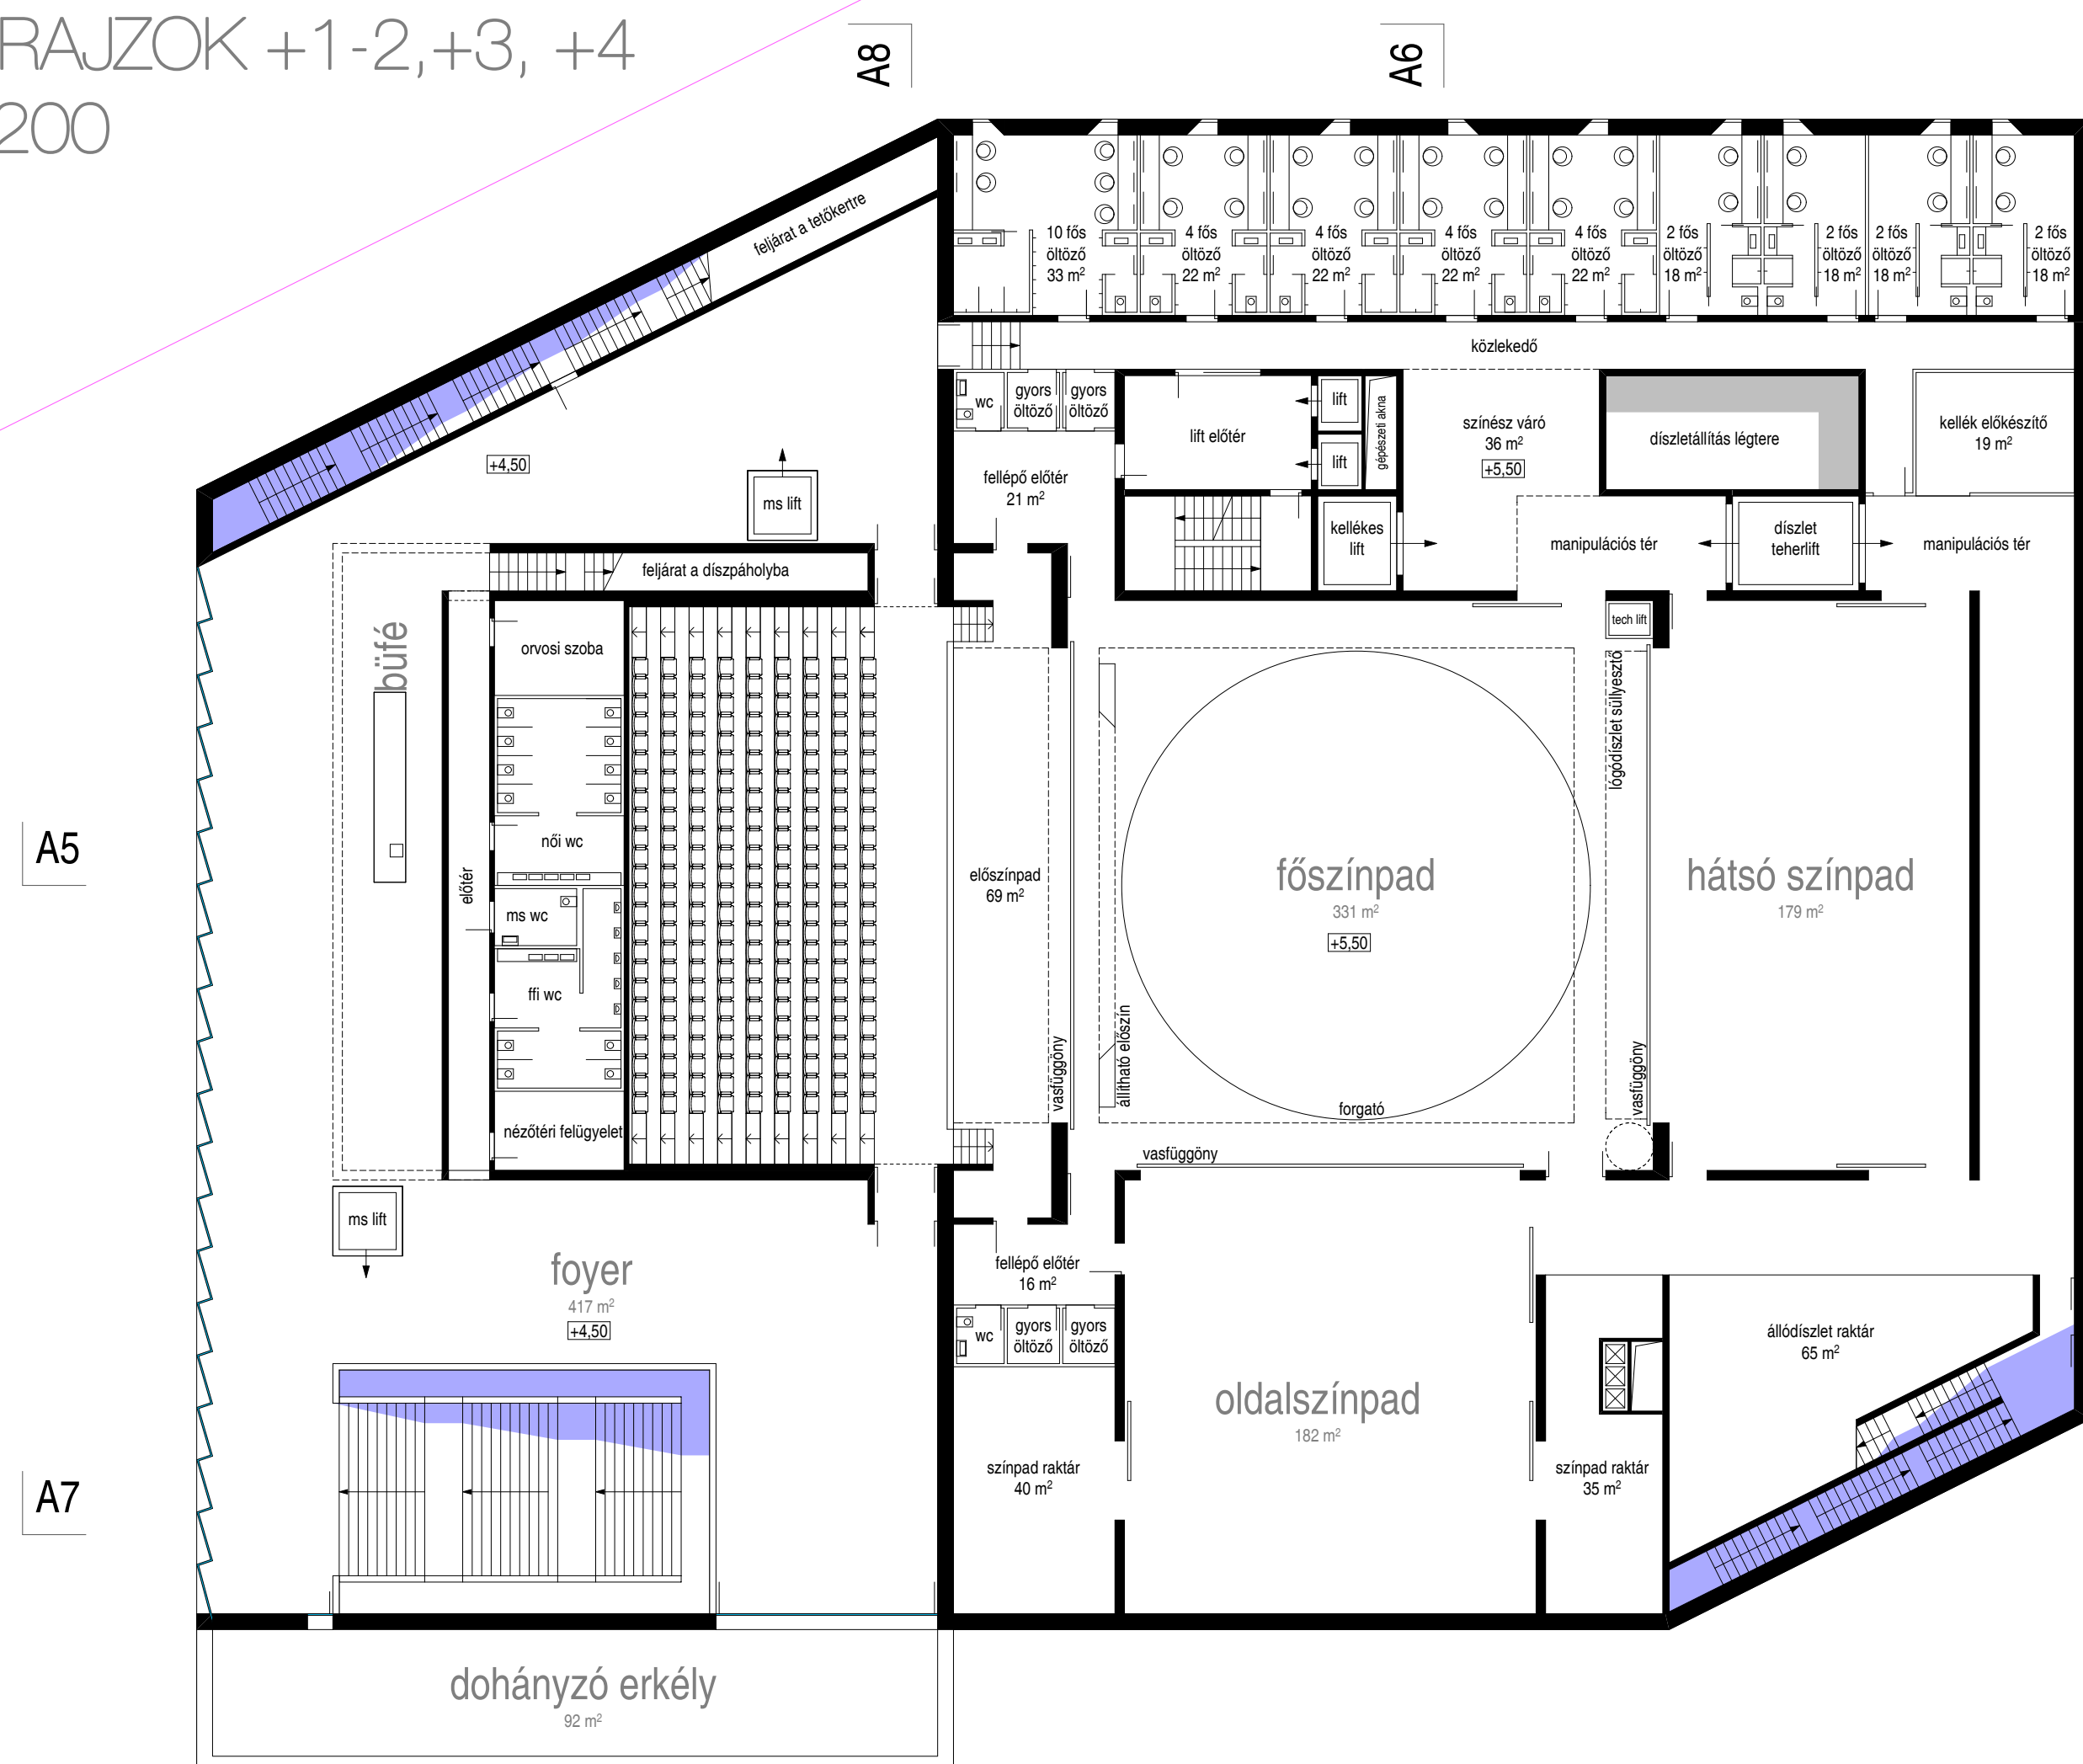 RAJZOK +1-2,+3, +4
200
A8
A6
A5
A7
feljárat a tetőkertre
10 fős
öltöző
33 m²
4 fős
öltöző
22 m²
4 fős
öltöző
22 m²
4 fős
öltöző
22 m²
4 fős
öltöző
22 m²
2 fős
öltöző
18 m²
2 fős
öltöző
18 m²
2 fős
öltöző
18 m²
2 fős
öltöző
18 m²
közlekedő
wc
gyors
öltöző
gyors
öltöző
lift előtér
lift
lift
gépészeti akna
színész váró
36 m²
+5,50
díszletállítás légtere
kellék előkészítő
19 m²
+4,50
ms lift
fellépő előtér
21 m²
kellékes
lift
manipulációs tér
díszlet
teherlift
manipulációs tér
feljárat a díszpáholyba
büfé
orvosi szoba
tech lift
lógódíszlet süllyesztő
női wc
előtér
ms wc
ffi wc
nézőtéri felügyelet
előszínpad
69 m²
vasfüggöny
állítható előszín
főszínpad
331 m²
+5,50
forgató
vasfüggöny
vasfüggöny
hátsó színpad
179 m²
ms lift
foyer
417 m²
+4,50
fellépő előtér
16 m²
wc
gyors
öltöző
gyors
öltöző
színpad raktár
40 m²
oldalszínpad
182 m²
színpad raktár
35 m²
állódíszlet raktár
65 m²
dohányzó erkély
92 m²